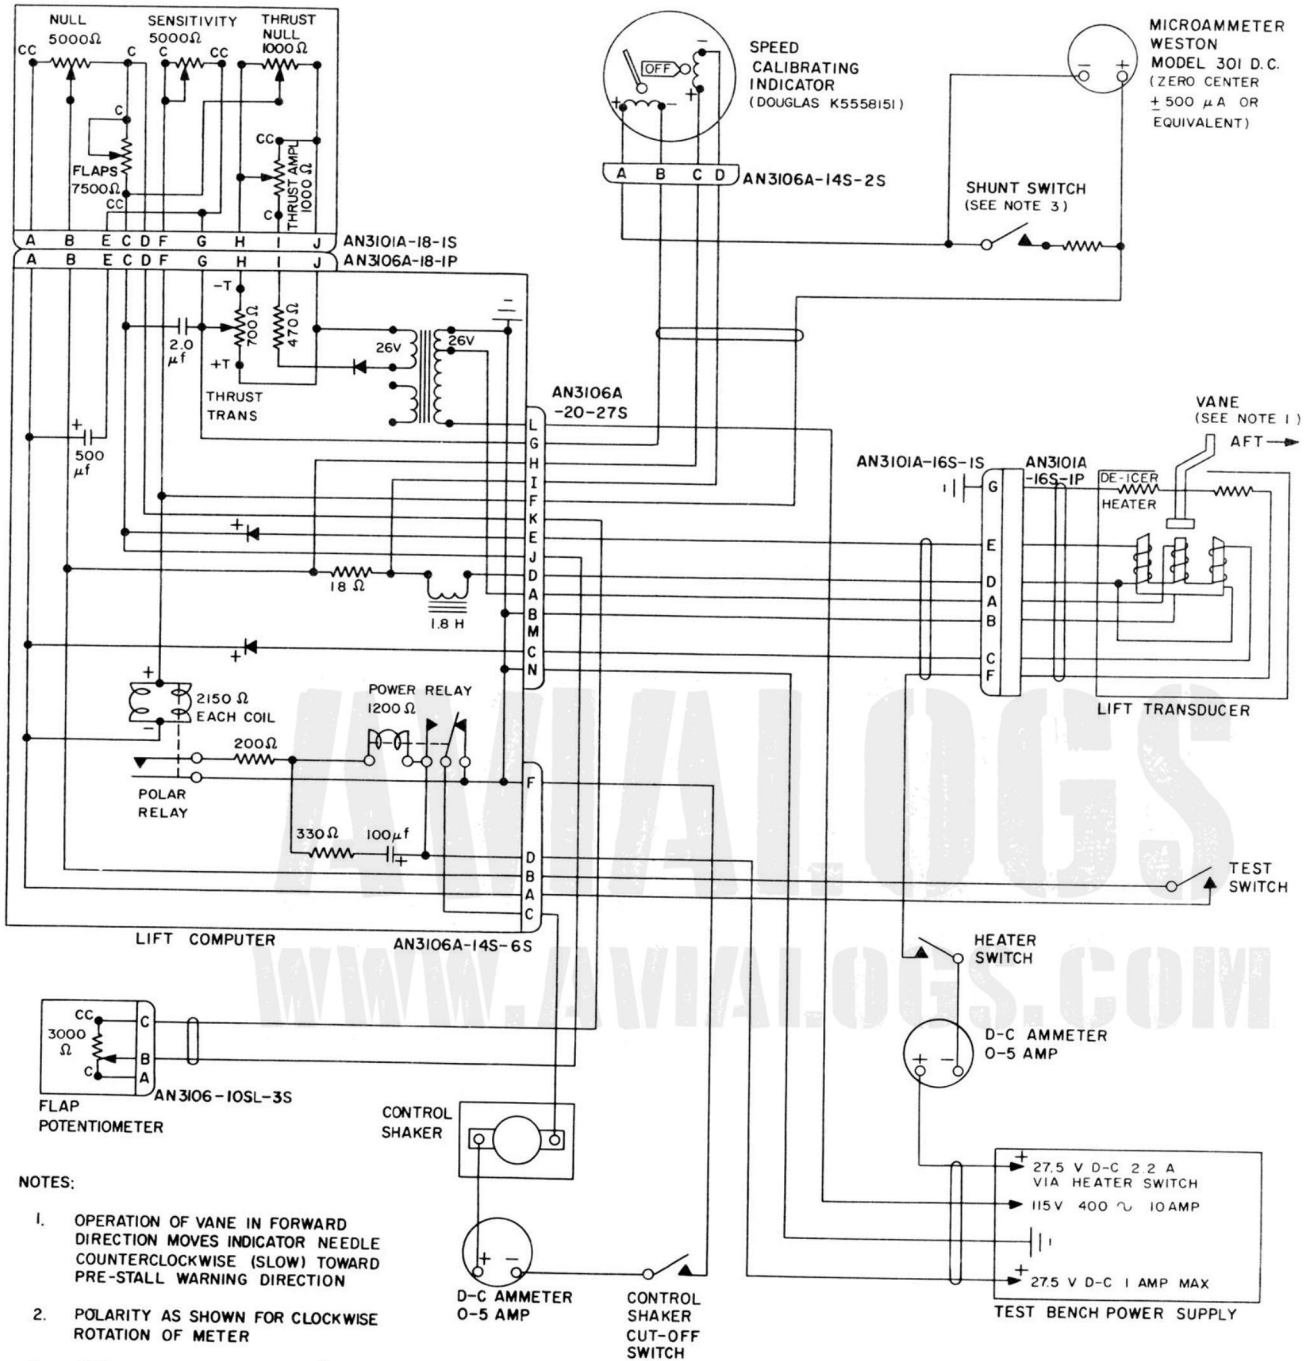 NULL
5000Ω
SENSITIVITY
5000Ω
THRUST
NULL
1000Ω
CC
C
C
CC
C
FLAPS
7500Ω
CC
CC
THRUST AMPL
1000 Ω
C
A B E C D F G H I J
AN3101A-18-1S
A B E C D F G H I J
AN3106A-18-1P
SPEED
CALIBRATING
INDICATOR
(DOUGLAS K5558151)
OFF
+
-
+
-
A B C D
AN3106A-14S-2S
MICROAMMETER
WESTON
MODEL 301 D.C.
(ZERO CENTER
± 500 μA OR
EQUIVALENT)
-
+
SHUNT SWITCH
(SEE NOTE 3)
-T
700Ω
+T
470Ω
2.0
μf
THRUST
TRANS
26V
26V
+
500
μf
AN3106A
-20-27S
L
G
H
I
F
K
E
J
D
A
B
M
C
N
+
18 Ω
1.8 H
+
VANE
(SEE NOTE 1)
AFT
AN3101A-16S-1S
AN3101A
-16S-1P
DE-ICER
HEATER
G
E
D
A
B
C
F
LIFT TRANSDUCER
+
-
2150 Ω
EACH COIL
POWER RELAY
1200Ω
200Ω
POLAR
RELAY
330Ω
100μf
+
F
D
B
A
C
LIFT COMPUTER
AN3106A-14S-6S
TEST
SWITCH
HEATER
SWITCH
D-C AMMETER
0-5 AMP
+
-
CC
3000
Ω
C
C
B
A
AN3106-10SL-3S
FLAP
POTENTIOMETER
CONTROL
SHAKER
+
-
D-C AMMETER
0-5 AMP
CONTROL
SHAKER
CUT-OFF
SWITCH
+
27.5 V D-C 2.2 A
VIA HEATER SWITCH
115V 400 ~ 10 AMP
+
27.5 V D-C 1 AMP MAX
TEST BENCH POWER SUPPLY
NOTES:
1. OPERATION OF VANE IN FORWARD
DIRECTION MOVES INDICATOR NEEDLE
COUNTERCLOCKWISE (SLOW) TOWARD
PRE-STALL WARNING DIRECTION
2. POLARITY AS SHOWN FOR CLOCKWISE
ROTATION OF METER
AVIALOGS
WWW.AVIALOGS.COM